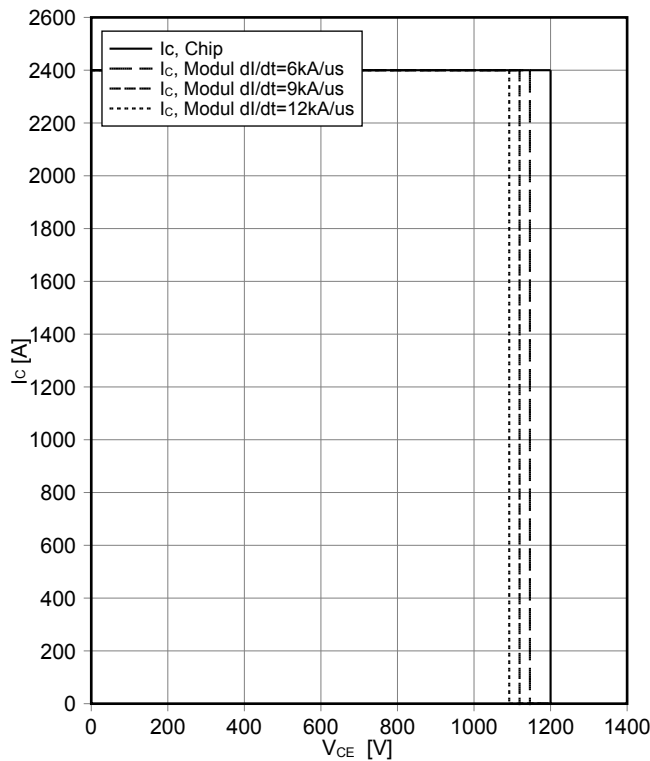 2600
2400
2200
2000
1800
1600
1400
1200
1000
800
600
400
200
0
IC [A]
Ic, Chip
IC, Modul dI/dt=6kA/us
IC, Modul dI/dt=9kA/us
IC, Modul dI/dt=12kA/us
0 200 400 600 800 1000 1200 1400
VCE [V]